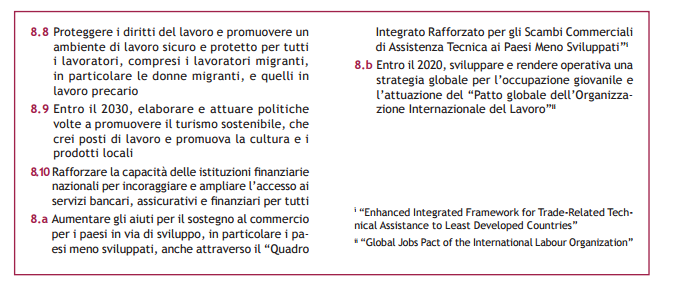 8.8 Proteggere i diritti del lavoro e promuovere un
ambiente di lavoro sicuro e protetto per tutti
i lavoratori, compresi i lavoratori migranti,
in particolare le donne migranti, e quelli in
lavoro precario
8.9 Entro il 2030, elaborare e attuare politiche
volte a promuovere il turismo sostenibile, che
crei posti di lavoro e promuova la cultura e i
prodotti locali
8.10 Rafforzare la capacità delle istituzioni finanziarie
nazionali per incoraggiare e ampliare l'accesso ai
servizi bancari, assicurativi e finanziari per tutti
8.a Aumentare gli aiuti per il sostegno al commercio
per i paesi in via di sviluppo, in particolare i pa-
esi meno sviluppati, anche attraverso il “Quadro
Integrato Rafforzato per gli Scambi Commerciali
di Assistenza Tecnica ai Paesi Meno Sviluppati”i
8.b Entro il 2020, sviluppare e rendere operativa una
strategia globale per l'occupazione giovanile e
l'attuazione del “Patto globale dell'Organizza-
zione Internazionale del Lavoro”ii
i “Enhanced Integrated Framework for Trade-Related Tech-
nical Assistance to Least Developed Countries”
ii “Global Jobs Pact of the International Labour Organization”